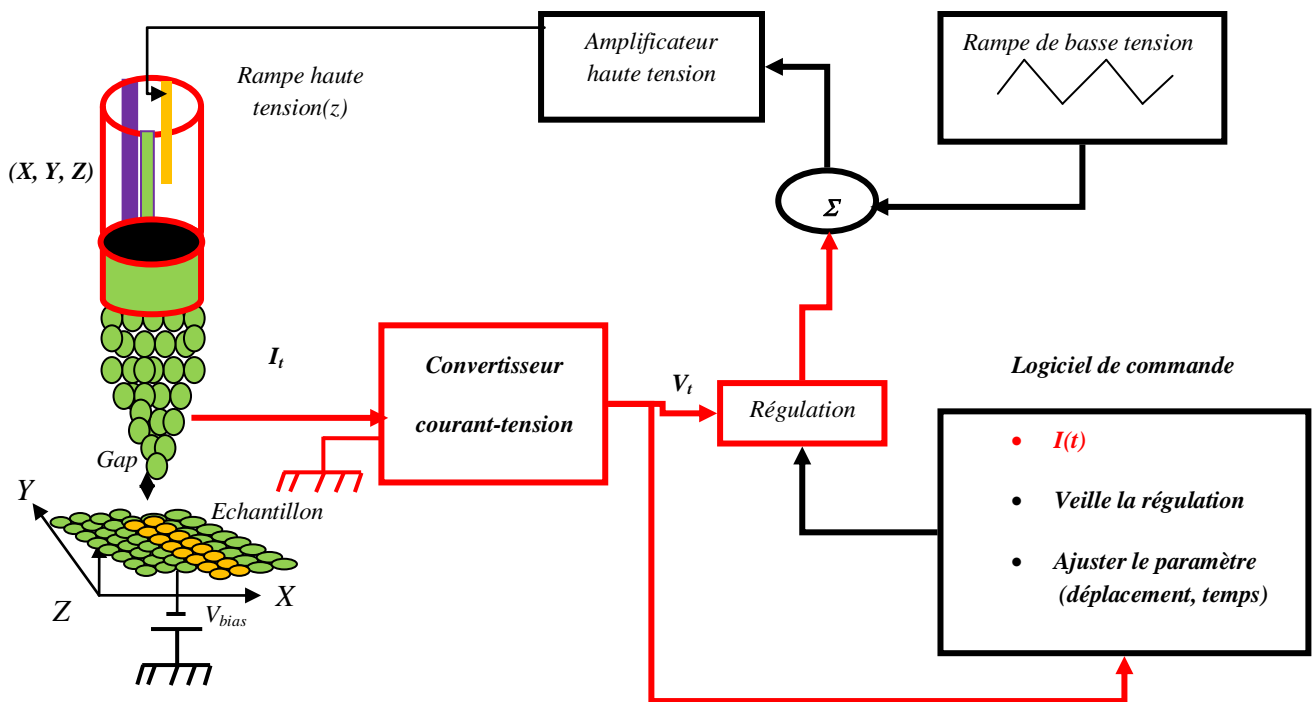 Amplificateur
haute tension
Rampe de basse tension
Rampe haute
tension(z)
(X, Y, Z)
Σ
I_t
Convertisseur
courant-tension
V_t
Régulation
Logiciel de commande
• I(t)
• Veille la régulation
• Ajuster le paramètre
(déplacement, temps)
Gap
Echantillon
Y
Z
X
V_bias